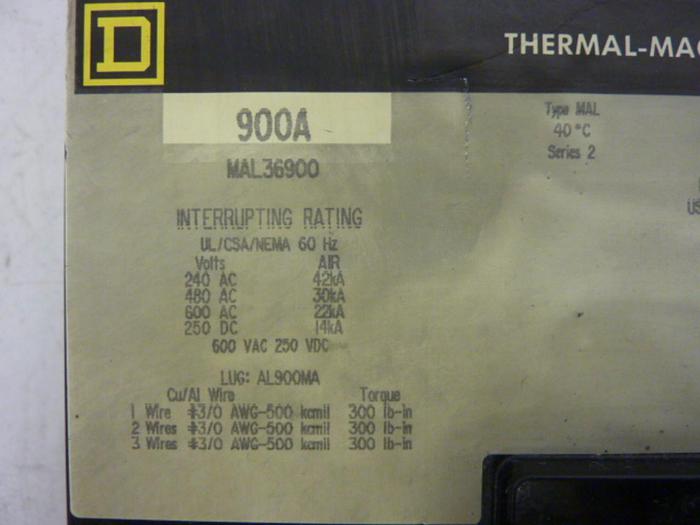 D
THERMAL-MAG
900A
MAL36900
Type MAL
40°C
Series 2
INTERRUPTING RATING
UL/CSA/NEMA 60 Hz
Volts AIR
240 AC 42kA
480 AC 30kA
600 AC 22kA
250 DC 14kA
600 VAC 250 VDC
LUG: AL900MA
Cu/Al Wire Torque
1 Wire #3/0 AWG-500 kcmil 300 lb-in
2 Wires #3/0 AWG-500 kcmil 300 lb-in
3 Wires #3/0 AWG-500 kcmil 300 lb-in